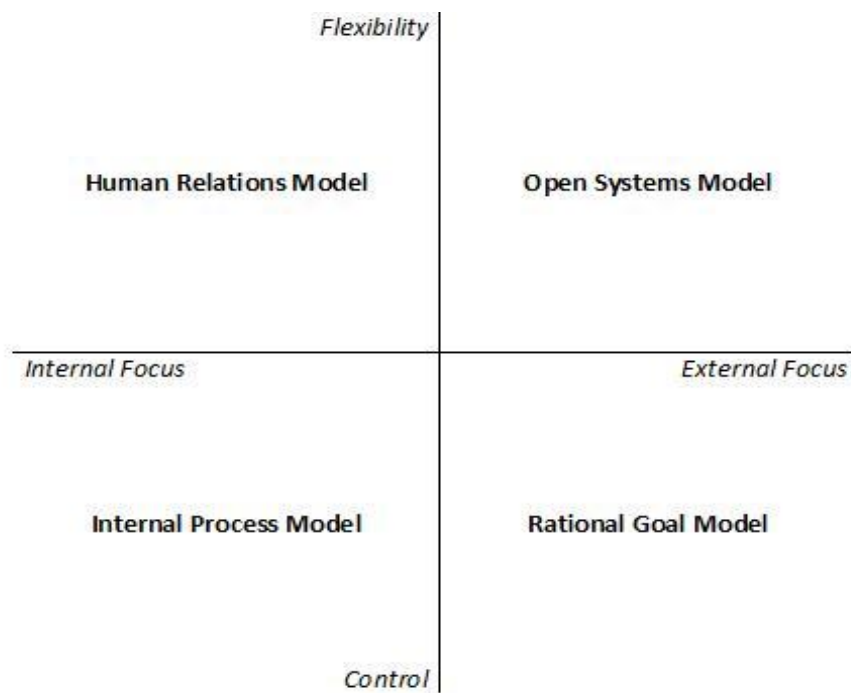 Flexibility
Human Relations Model
Open Systems Model
Internal Focus
External Focus
Internal Process Model
Rational Goal Model
Control